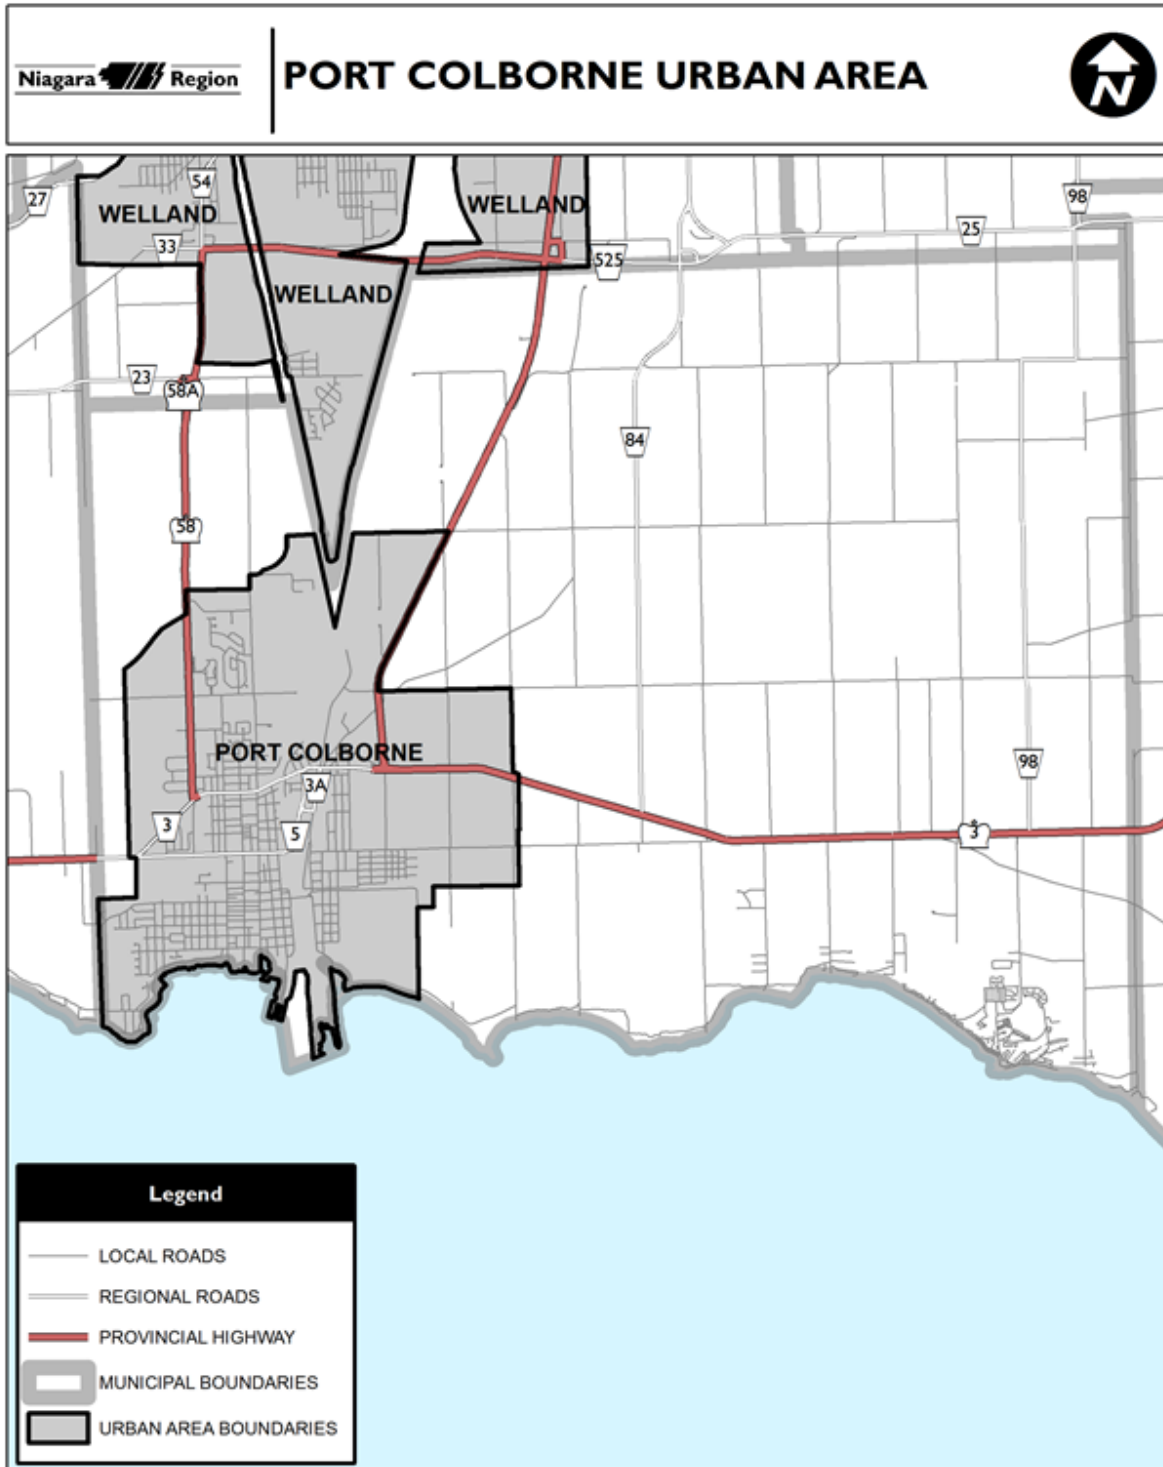 Niagara Region
PORT COLBORNE URBAN AREA
N
54
27
98
WELLAND
WELLAND
33
25
525
WELLAND
23
58A
84
58
PORT COLBORNE
98
3A
3
5
3
Legend
LOCAL ROADS
REGIONAL ROADS
PROVINCIAL HIGHWAY
MUNICIPAL BOUNDARIES
URBAN AREA BOUNDARIES